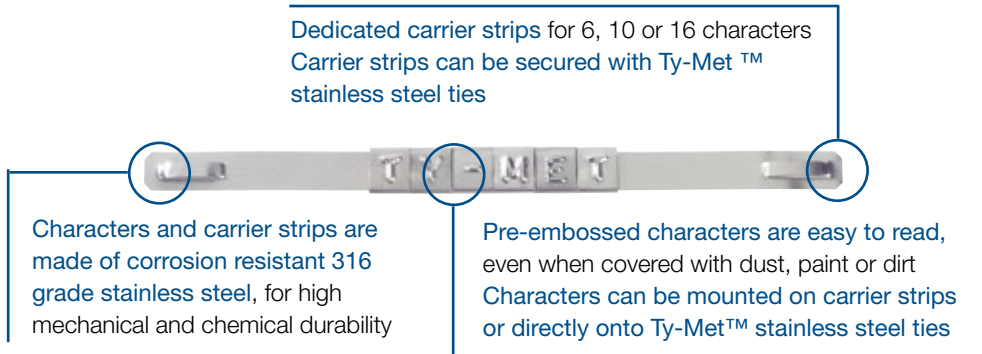 Dedicated carrier strips for 6, 10 or 16 characters
Carrier strips can be secured with Ty-Met ™
stainless steel ties
TY-MET
Characters and carrier strips are
made of corrosion resistant 316
grade stainless steel, for high
mechanical and chemical durability
Pre-embossed characters are easy to read,
even when covered with dust, paint or dirt
Characters can be mounted on carrier strips
or directly onto Ty-Met™ stainless steel ties